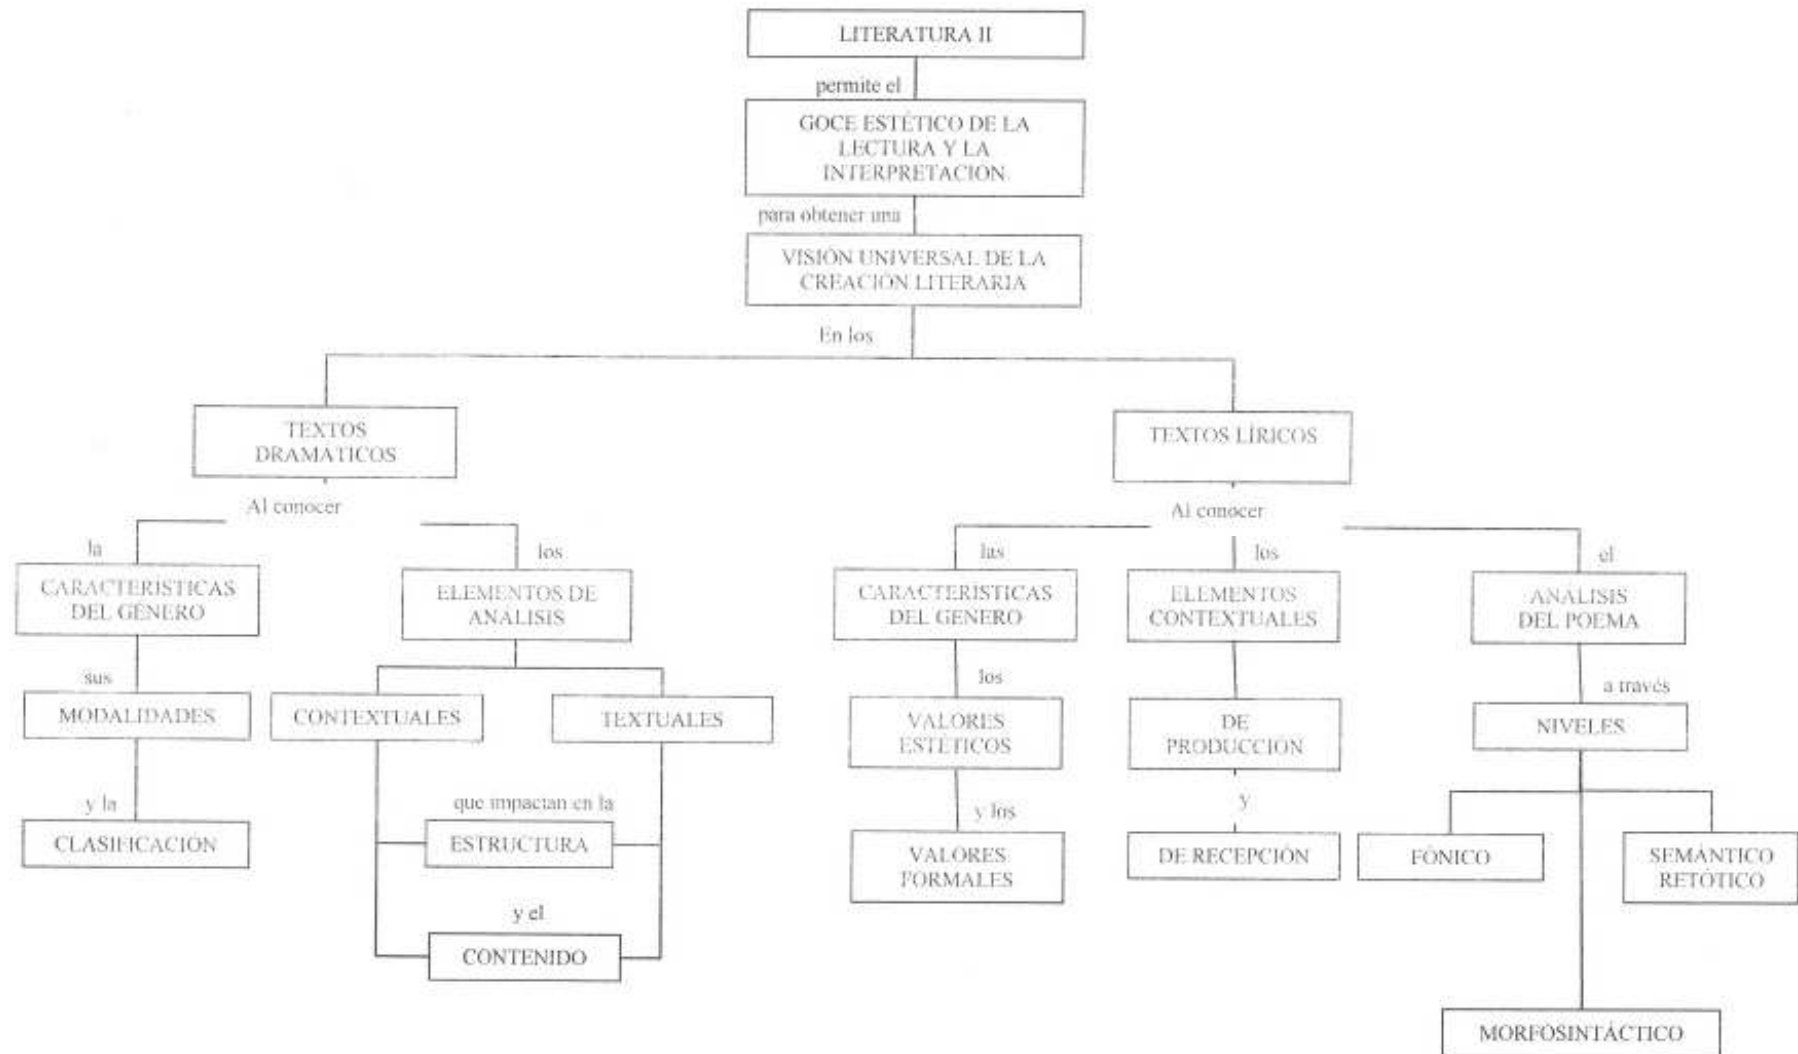 LITERATURA II
permite el
GOCE ESTÉTICO DE LA
LECTURA Y LA
INTERPRETACION.
para obtener una
VISIÓN UNIVERSAL DE LA
CREACIÓN LITERARIA
En los
TEXTOS
DRAMATICOS
Al conocer
la
CARACTERÍSTICAS
DEL GÉNERO
sus
MODALIDADES
y la
CLASIFICACIÓN
los
ELEMENTOS DE
ANALISIS
CONTEXTUALES
TEXTUALES
que impactan en la
ESTRUCTURA
y el
CONTENIDO
TEXTOS LÍRICOS
Al conocer
las
CARACTERISTICAS
DEL GENERO
los
VALORES
ESTETICOS
y los
VALORES
FORMALES
los
ELEMENTOS
CONTEXTUALES
DE
PRODUCCIÓN
y
DE RECEPCIÓN
el
ANALISIS
DEL POEMA
a través
NIVELES
FÓNICO
SEMÁNTICO
RETÓTICO
MORFOSINTÁCTICO